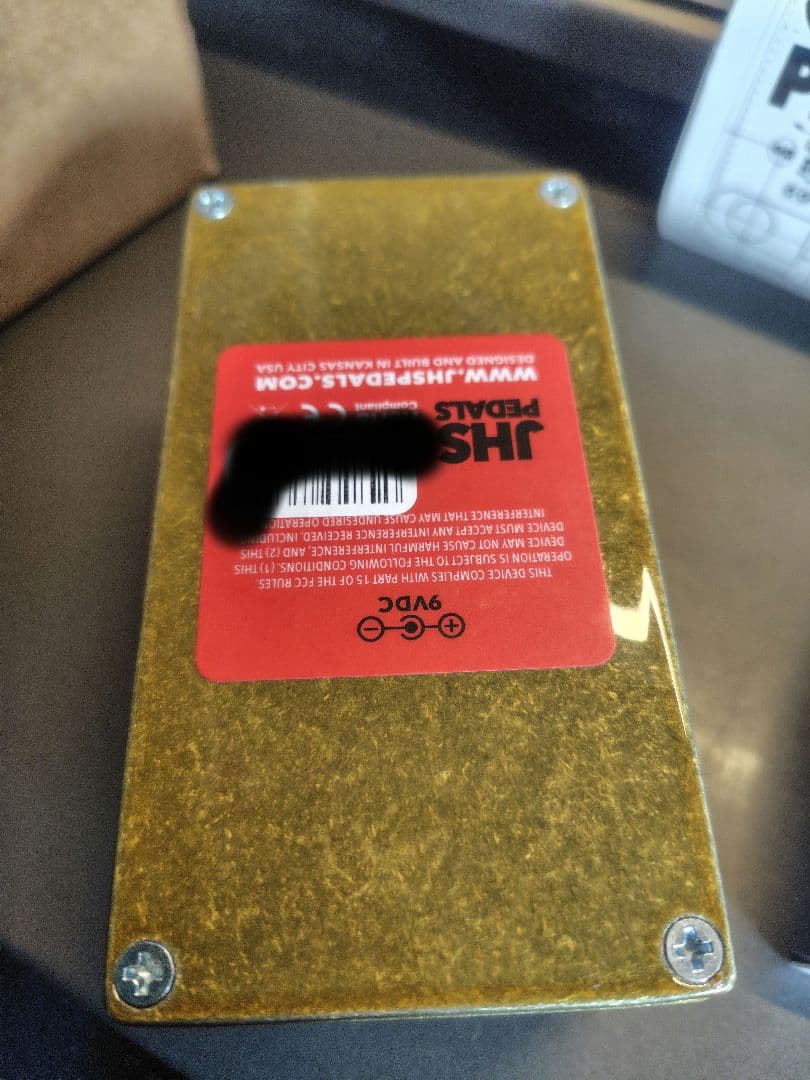 9VDC
THIS DEVICE COMPLIES WITH PART 15 OF THE FCC RULES.
OPERATION IS SUBJECT TO THE FOLLOWING CONDITIONS. (1) THIS
DEVICE MAY NOT CAUSE HARMFUL INTERFERENCE, AND (2) THIS
DEVICE MUST ACCEPT ANY INTERFERENCE RECEIVED, INCLUDING
INTERFERENCE THAT MAY CAUSE UNDESIRED
JHS
PEDALS
Compliant CE
WWW.JHSPEDALS.COM
DESIGNED AND BUILT IN KANSAS CITY USA